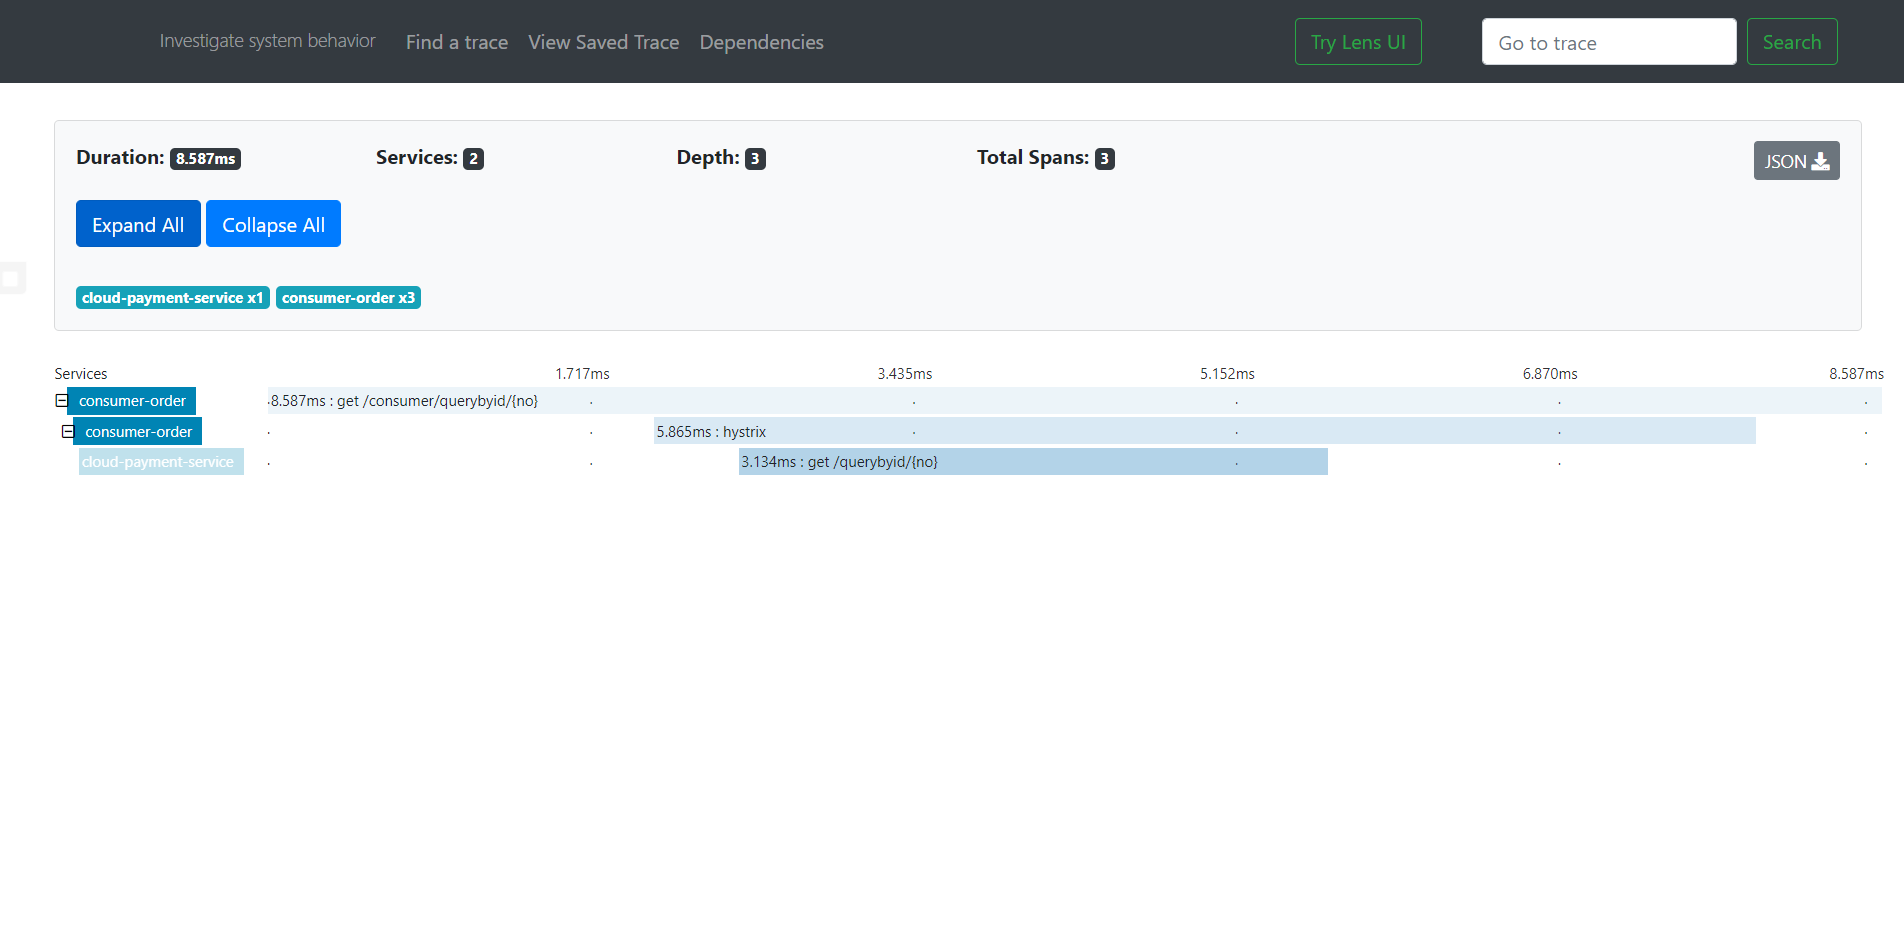 Investigate system behavior Find a trace View Saved Trace Dependencies Try Lens UI Go to trace Search
Duration: 8.587ms Services: 2 Depth: 3 Total Spans: 3 JSON
Expand All Collapse All
cloud-payment-service x1 consumer-order x3
Services 1.717ms 3.435ms 5.152ms 6.870ms 8.587ms
consumer-order 8.587ms : get /consumer/querybyid/{no}
consumer-order 5.865ms : hystrix
cloud-payment-service 3.134ms : get /querybyid/{no}